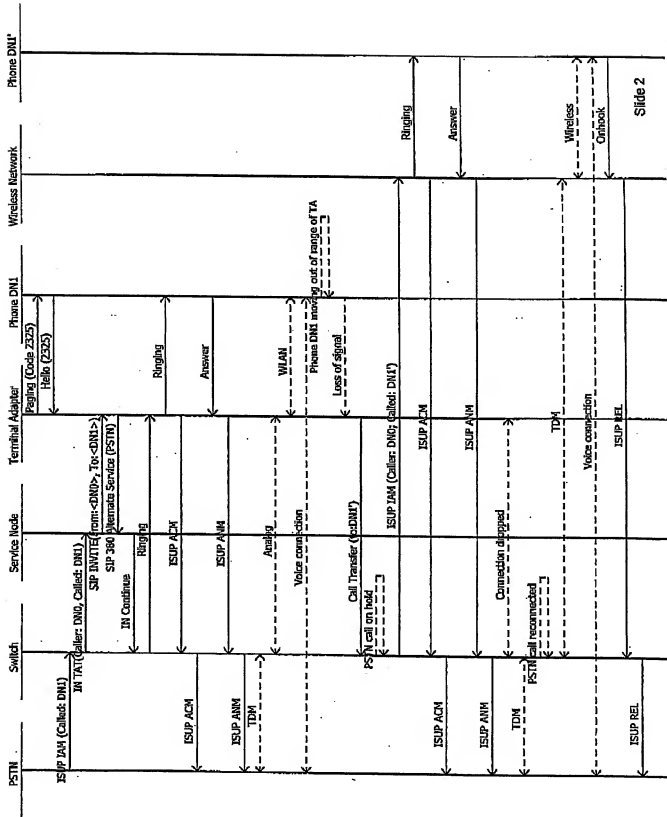 PSTN
Switch
Service Node
Terminal Adapter
Phone DN1
Wireless Network
Phone DN1'
Paging (Code 2325)
Hello (2325)
ISUP IAM (Called: DN1)
IN TAT(Caller: DN0, Called: DN1)
SIP INVITE(From:<DN0>, To:<DN1>)
SIP 380 Alternate Service (PSTN)
IN Continue
Ringing
Ringing
ISUP ACM
ISUP ACM
Answer
ISUP ANM
ISUP ANM
TDM
Analog
WLAN
Voice connection
Phone DN1 moving out of range of TA
Loss of signal
Call Transfer (to:DN1')
PSTN call on hold
ISUP IAM (Caller: DN0; Called: DN1')
Ringing
ISUP ACM
ISUP ACM
Answer
ISUP ANM
ISUP ANM
Connection dropped
TDM
PSTN call reconnected
TDM
Wireless
Voice connection
Onhook
ISUP REL
ISUP REL
Slide 2